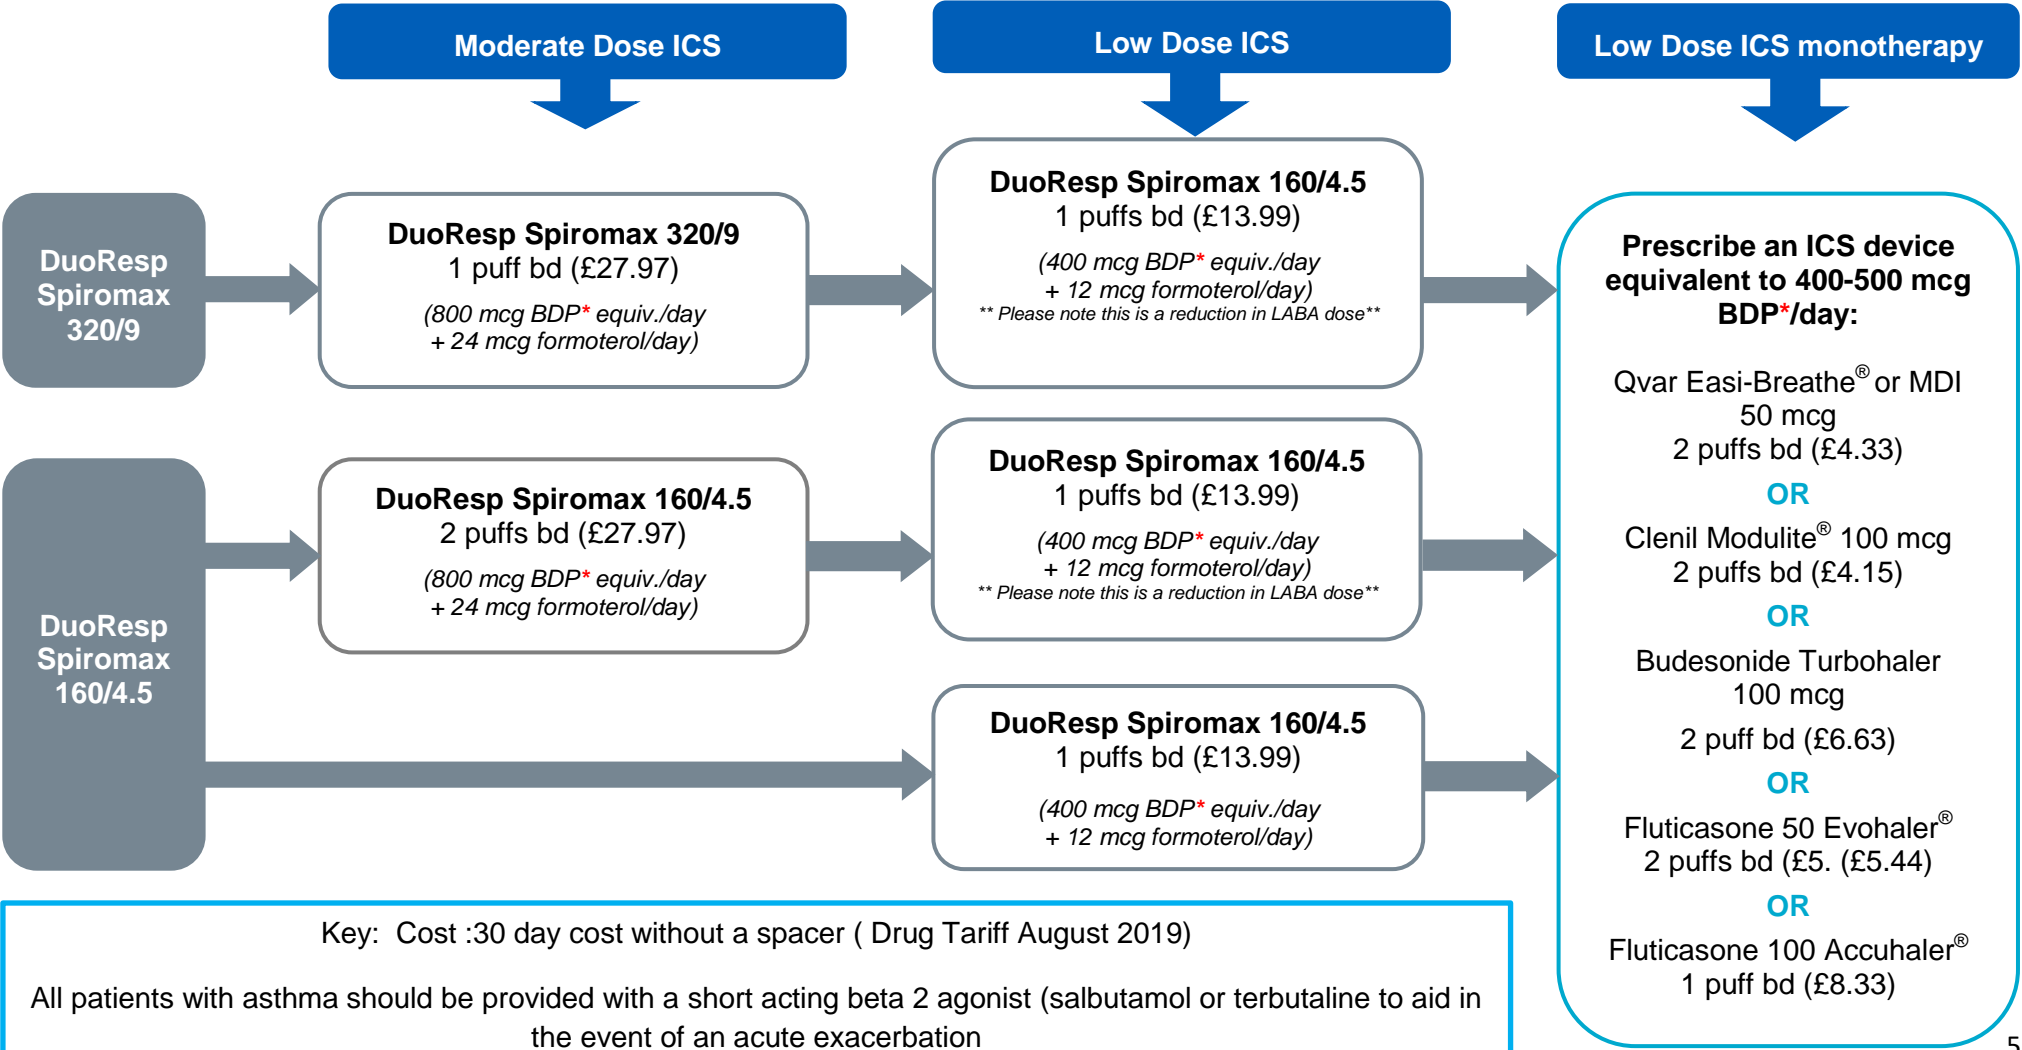 Moderate Dose ICS
Low Dose ICS
Low Dose ICS monotherapy
DuoResp
Spiromax
320/9
DuoResp Spiromax 320/9
1 puff bd (£27.97)
(800 mcg BDP* equiv./day
+ 24 mcg formoterol/day)
DuoResp Spiromax 160/4.5
1 puffs bd (£13.99)
(400 mcg BDP* equiv./day
+ 12 mcg formoterol/day)
** Please note this is a reduction in LABA dose**
DuoResp
Spiromax
160/4.5
DuoResp Spiromax 160/4.5
2 puffs bd (£27.97)
(800 mcg BDP* equiv./day
+ 24 mcg formoterol/day)
DuoResp Spiromax 160/4.5
1 puffs bd (£13.99)
(400 mcg BDP* equiv./day
+ 12 mcg formoterol/day)
** Please note this is a reduction in LABA dose**
DuoResp Spiromax 160/4.5
1 puffs bd (£13.99)
(400 mcg BDP* equiv./day
+ 12 mcg formoterol/day)
Prescribe an ICS device
equivalent to 400-500 mcg
BDP*/day:
Qvar Easi-Breathe® or MDI
50 mcg
2 puffs bd (£4.33)
OR
Clenil Modulite® 100 mcg
2 puffs bd (£4.15)
OR
Budesonide Turbohaler
100 mcg
2 puff bd (£6.63)
OR
Fluticasone 50 Evohaler®
2 puffs bd (£5. (£5.44)
OR
Fluticasone 100 Accuhaler®
1 puff bd (£8.33)
Key: Cost :30 day cost without a spacer ( Drug Tariff August 2019)
All patients with asthma should be provided with a short acting beta 2 agonist (salbutamol or terbutaline to aid in
the event of an acute exacerbation
5